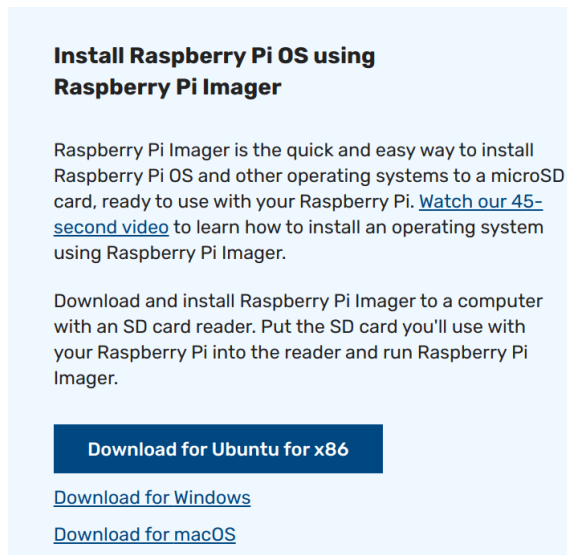 Install Raspberry Pi OS using
Raspberry Pi Imager
Raspberry Pi Imager is the quick and easy way to install
Raspberry Pi OS and other operating systems to a microSD
card, ready to use with your Raspberry Pi. Watch our 45-
second video to learn how to install an operating system
using Raspberry Pi Imager.
Download and install Raspberry Pi Imager to a computer
with an SD card reader. Put the SD card you'll use with
your Raspberry Pi into the reader and run Raspberry Pi
Imager.
Download for Ubuntu for x86
Download for Windows
Download for macOS